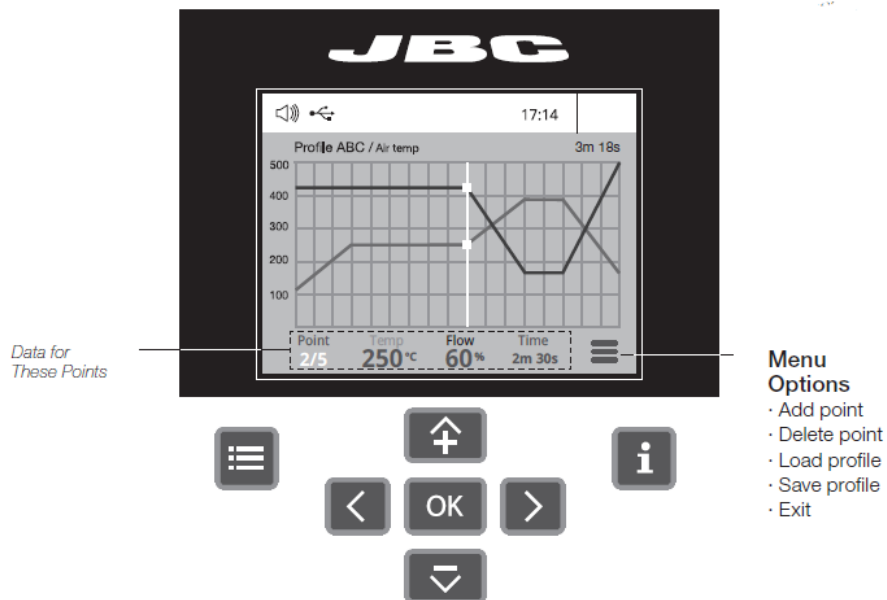 JBC
17:14
Profile ABC / Air temp 3m 18s
500
400
300
200
100
Point Temp Flow Time
2/5 250 °C 60 % 2m 30s
Data for
These Points
Menu
Options
· Add point
· Delete point
· Load profile
· Save profile
· Exit
OK